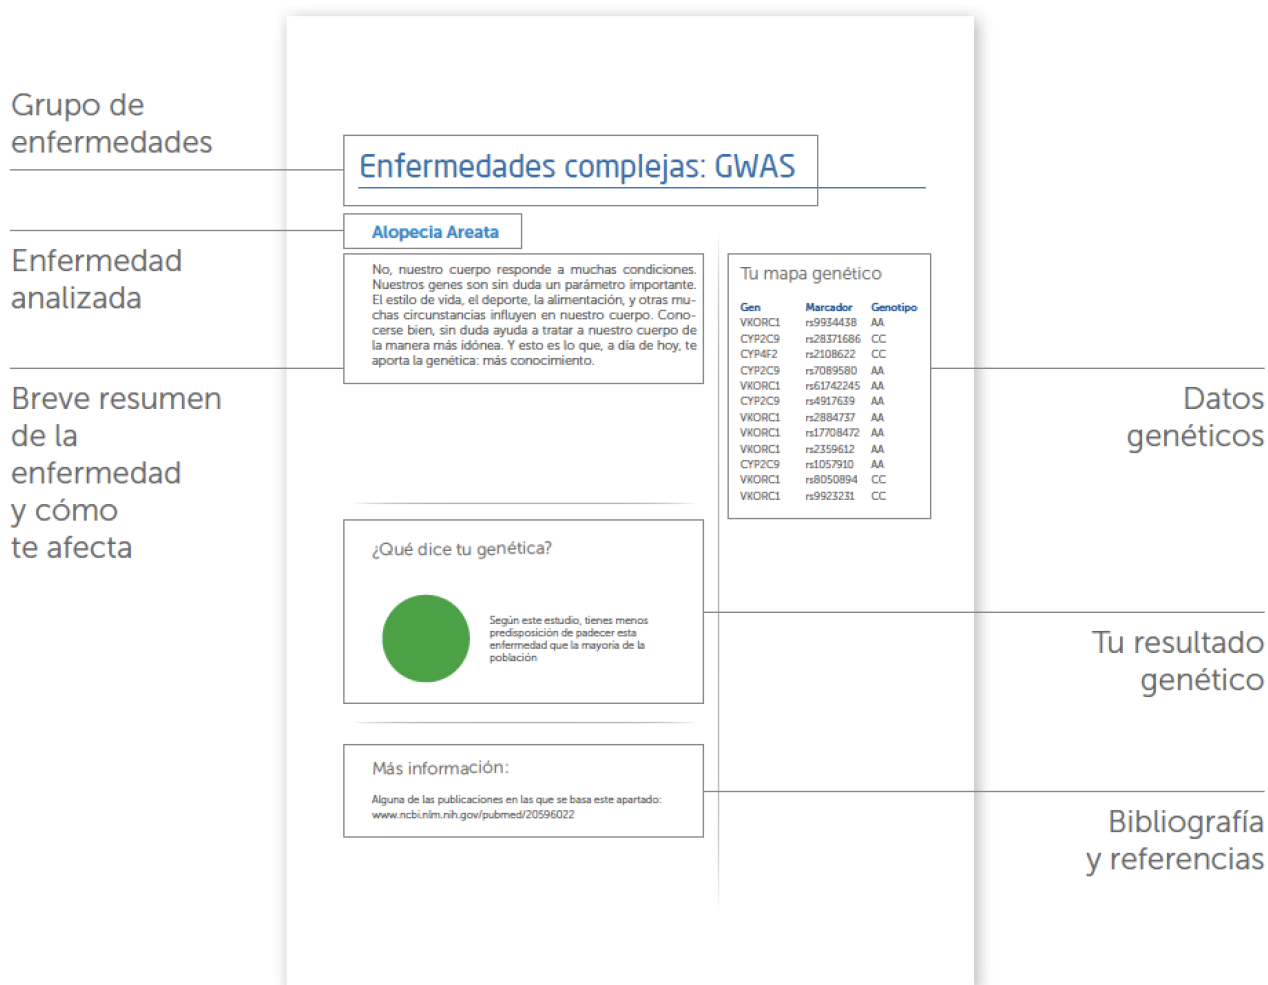 Grupo de
enfermedades
Enfermedad
analizada
Breve resumen
de la
enfermedad
y cómo
te afecta
Enfermedades complejas: GWAS
Alopecia Areata
No, nuestro cuerpo responde a muchas condiciones.
Nuestros genes son sin duda un parámetro importante.
El estilo de vida, el deporte, la alimentación, y otras mu-
chas circunstancias influyen en nuestro cuerpo. Cono-
cerse bien, sin duda ayuda a tratar a nuestro cuerpo de
la manera más idónea. Y esto es lo que, a día de hoy, te
aporta la genética: más conocimiento.
¿Qué dice tu genética?
Según este estudio, tienes menos
predisposición de padecer esta
enfermedad que la mayoría de la
población
Más información:
Alguna de las publicaciones en las que se basa este apartado:
www.ncbi.nlm.nih.gov/pubmed/20596022
Tu mapa genético
Gen Marcador Genotipo
VKORC1 rs9934438 AA
CYP2C9 rs28371686 CC
CYP4F2 rs2108622 CC
CYP2C9 rs7089580 AA
VKORC1 rs61742245 AA
CYP2C9 rs4917639 AA
VKORC1 rs2884737 AA
VKORC1 rs17708472 AA
VKORC1 rs2359612 AA
CYP2C9 rs1057910 AA
VKORC1 rs8050894 CC
VKORC1 rs9923231 CC
Datos
genéticos
Tu resultado
genético
Bibliografía
y referencias